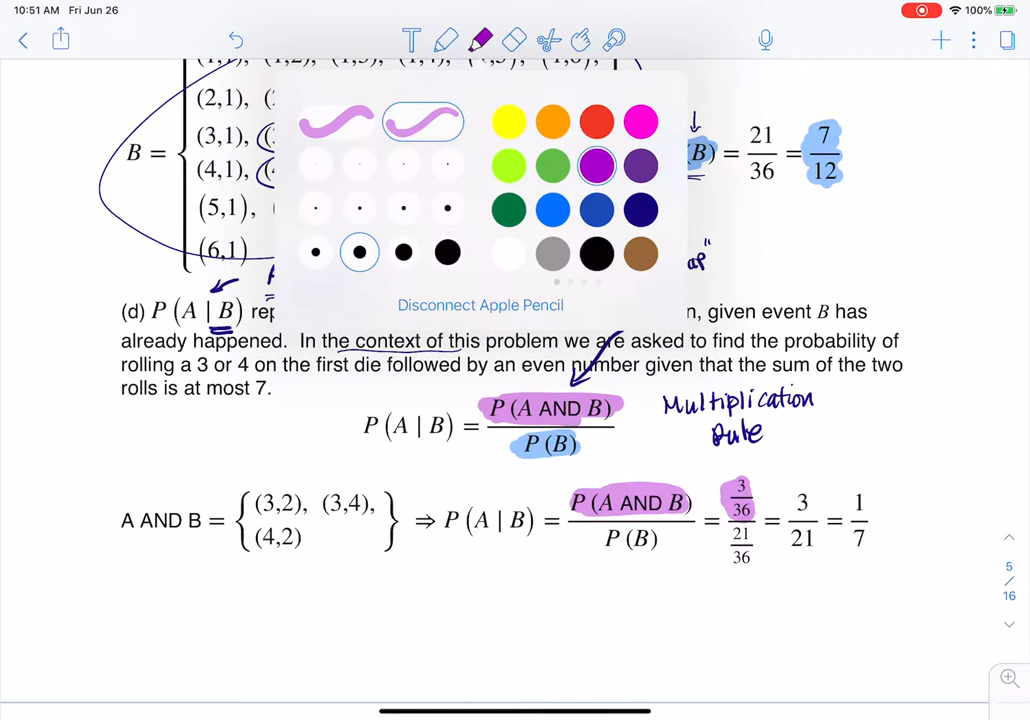 10:51 AM Fri Jun 26
100%
(2,1),
(3,1),
B =
(4,1),
(5,1),
(6,1)
(B) = 21/36 = 7/12
ap"
Disconnect Apple Pencil
(d) P (A | B) rep n, given event B has
already happened. In the context of this problem we are asked to find the probability of
rolling a 3 or 4 on the first die followed by an even number given that the sum of the two
rolls is at most 7.
P (A | B) = P (A AND B) / P (B)
Multiplication
Rule
A AND B = { (3,2), (3,4), (4,2) } ⇒ P (A | B) = P (A AND B) / P (B) = 3/36 / 21/36 = 3/21 = 1/7
5
/
16